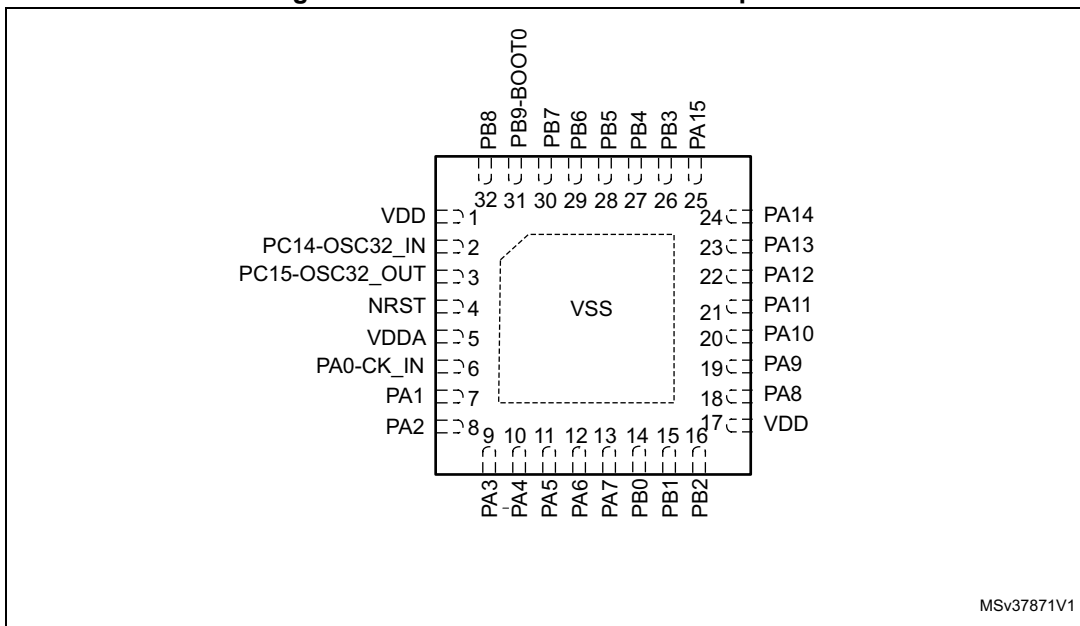 PB8
PB9-BOOT0
PB7
PB6
PB5
PB4
PB3
PA15
32 31 30 29 28 27 26 25
VDD 1
PC14-OSC32_IN 2
PC15-OSC32_OUT 3
NRST 4
VDDA 5
PA0-CK_IN 6
PA1 7
PA2 8
VSS
24 PA14
23 PA13
22 PA12
21 PA11
20 PA10
19 PA9
18 PA8
17 VDD
9 10 11 12 13 14 15 16
PA3
PA4
PA5
PA6
PA7
PB0
PB1
PB2
MSv37871V1